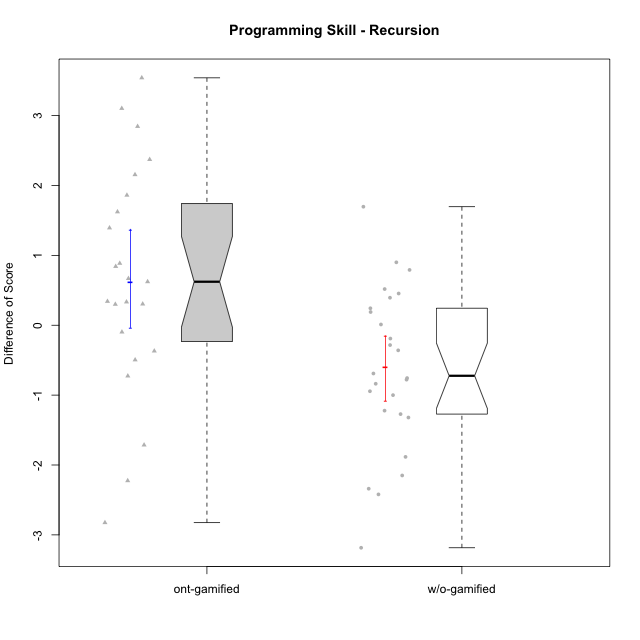 Programming Skill - Recursion
Difference of Score
3
2
1
0
-1
-2
-3
ont-gamified
w/o-gamified